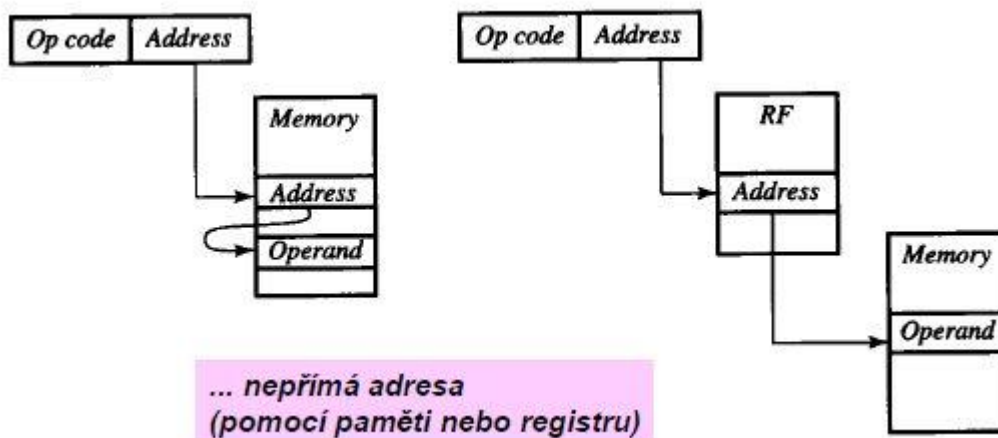 Op code Address
Memory
Address
Operand
Op code Address
RF
Address
Memory
Operand
... nepřímá adresa
(pomocí paměti nebo registru)